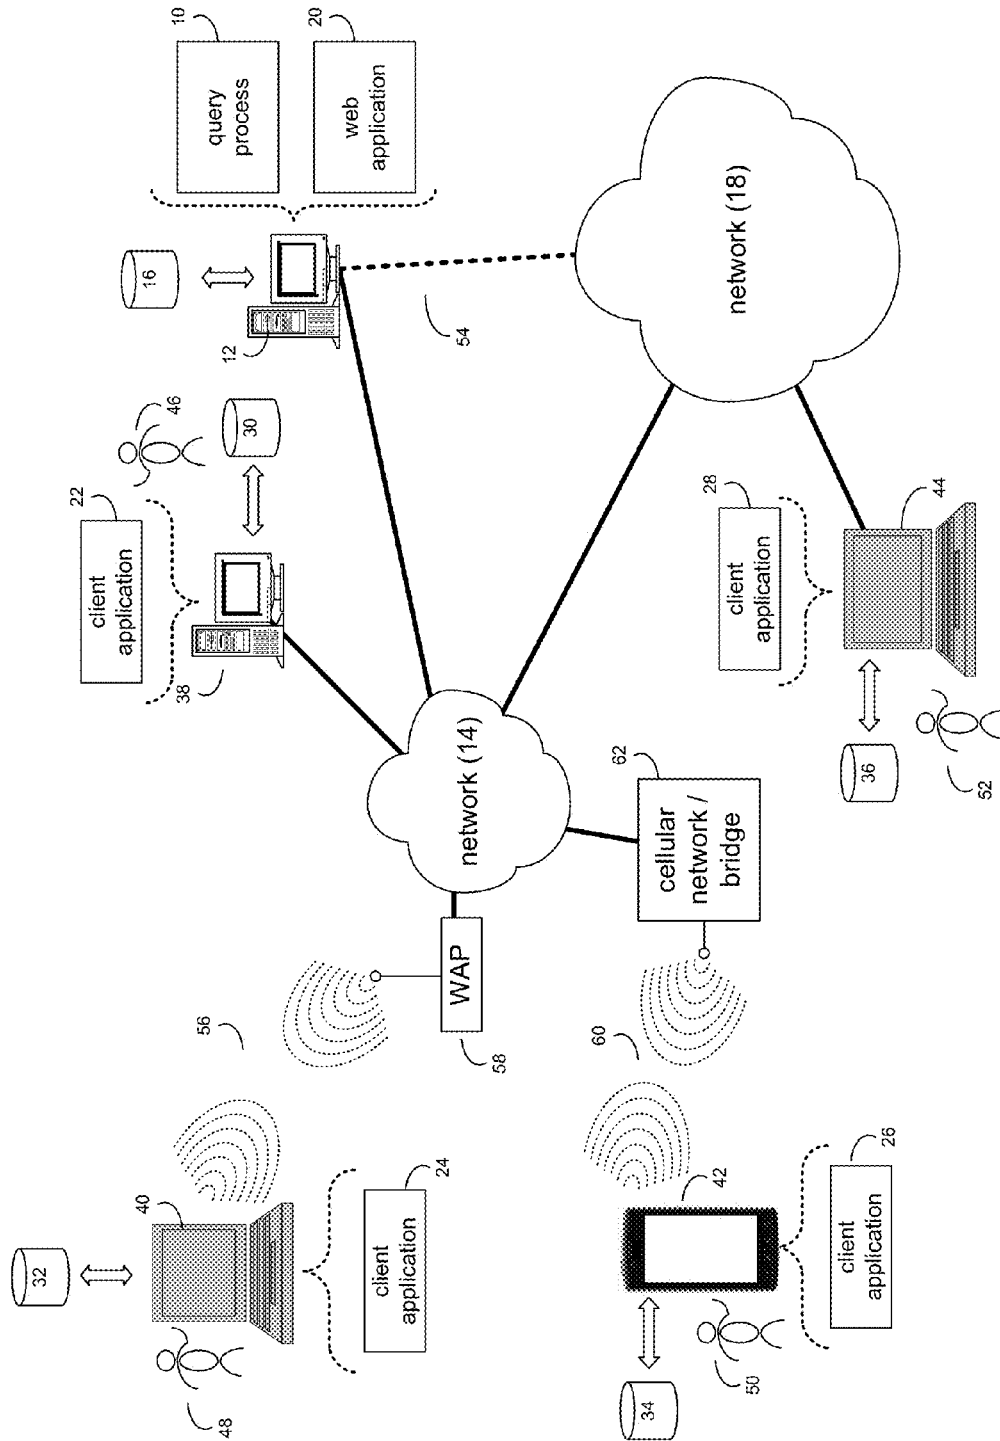 32
40
48
client
application
24
56
WAP
58
34
50
42
client
application
26
60
cellular
network /
bridge
62
network (14)
client
application
22
38
46
30
16
12
query
process
10
web
application
20
54
network (18)
client
application
28
44
36
52